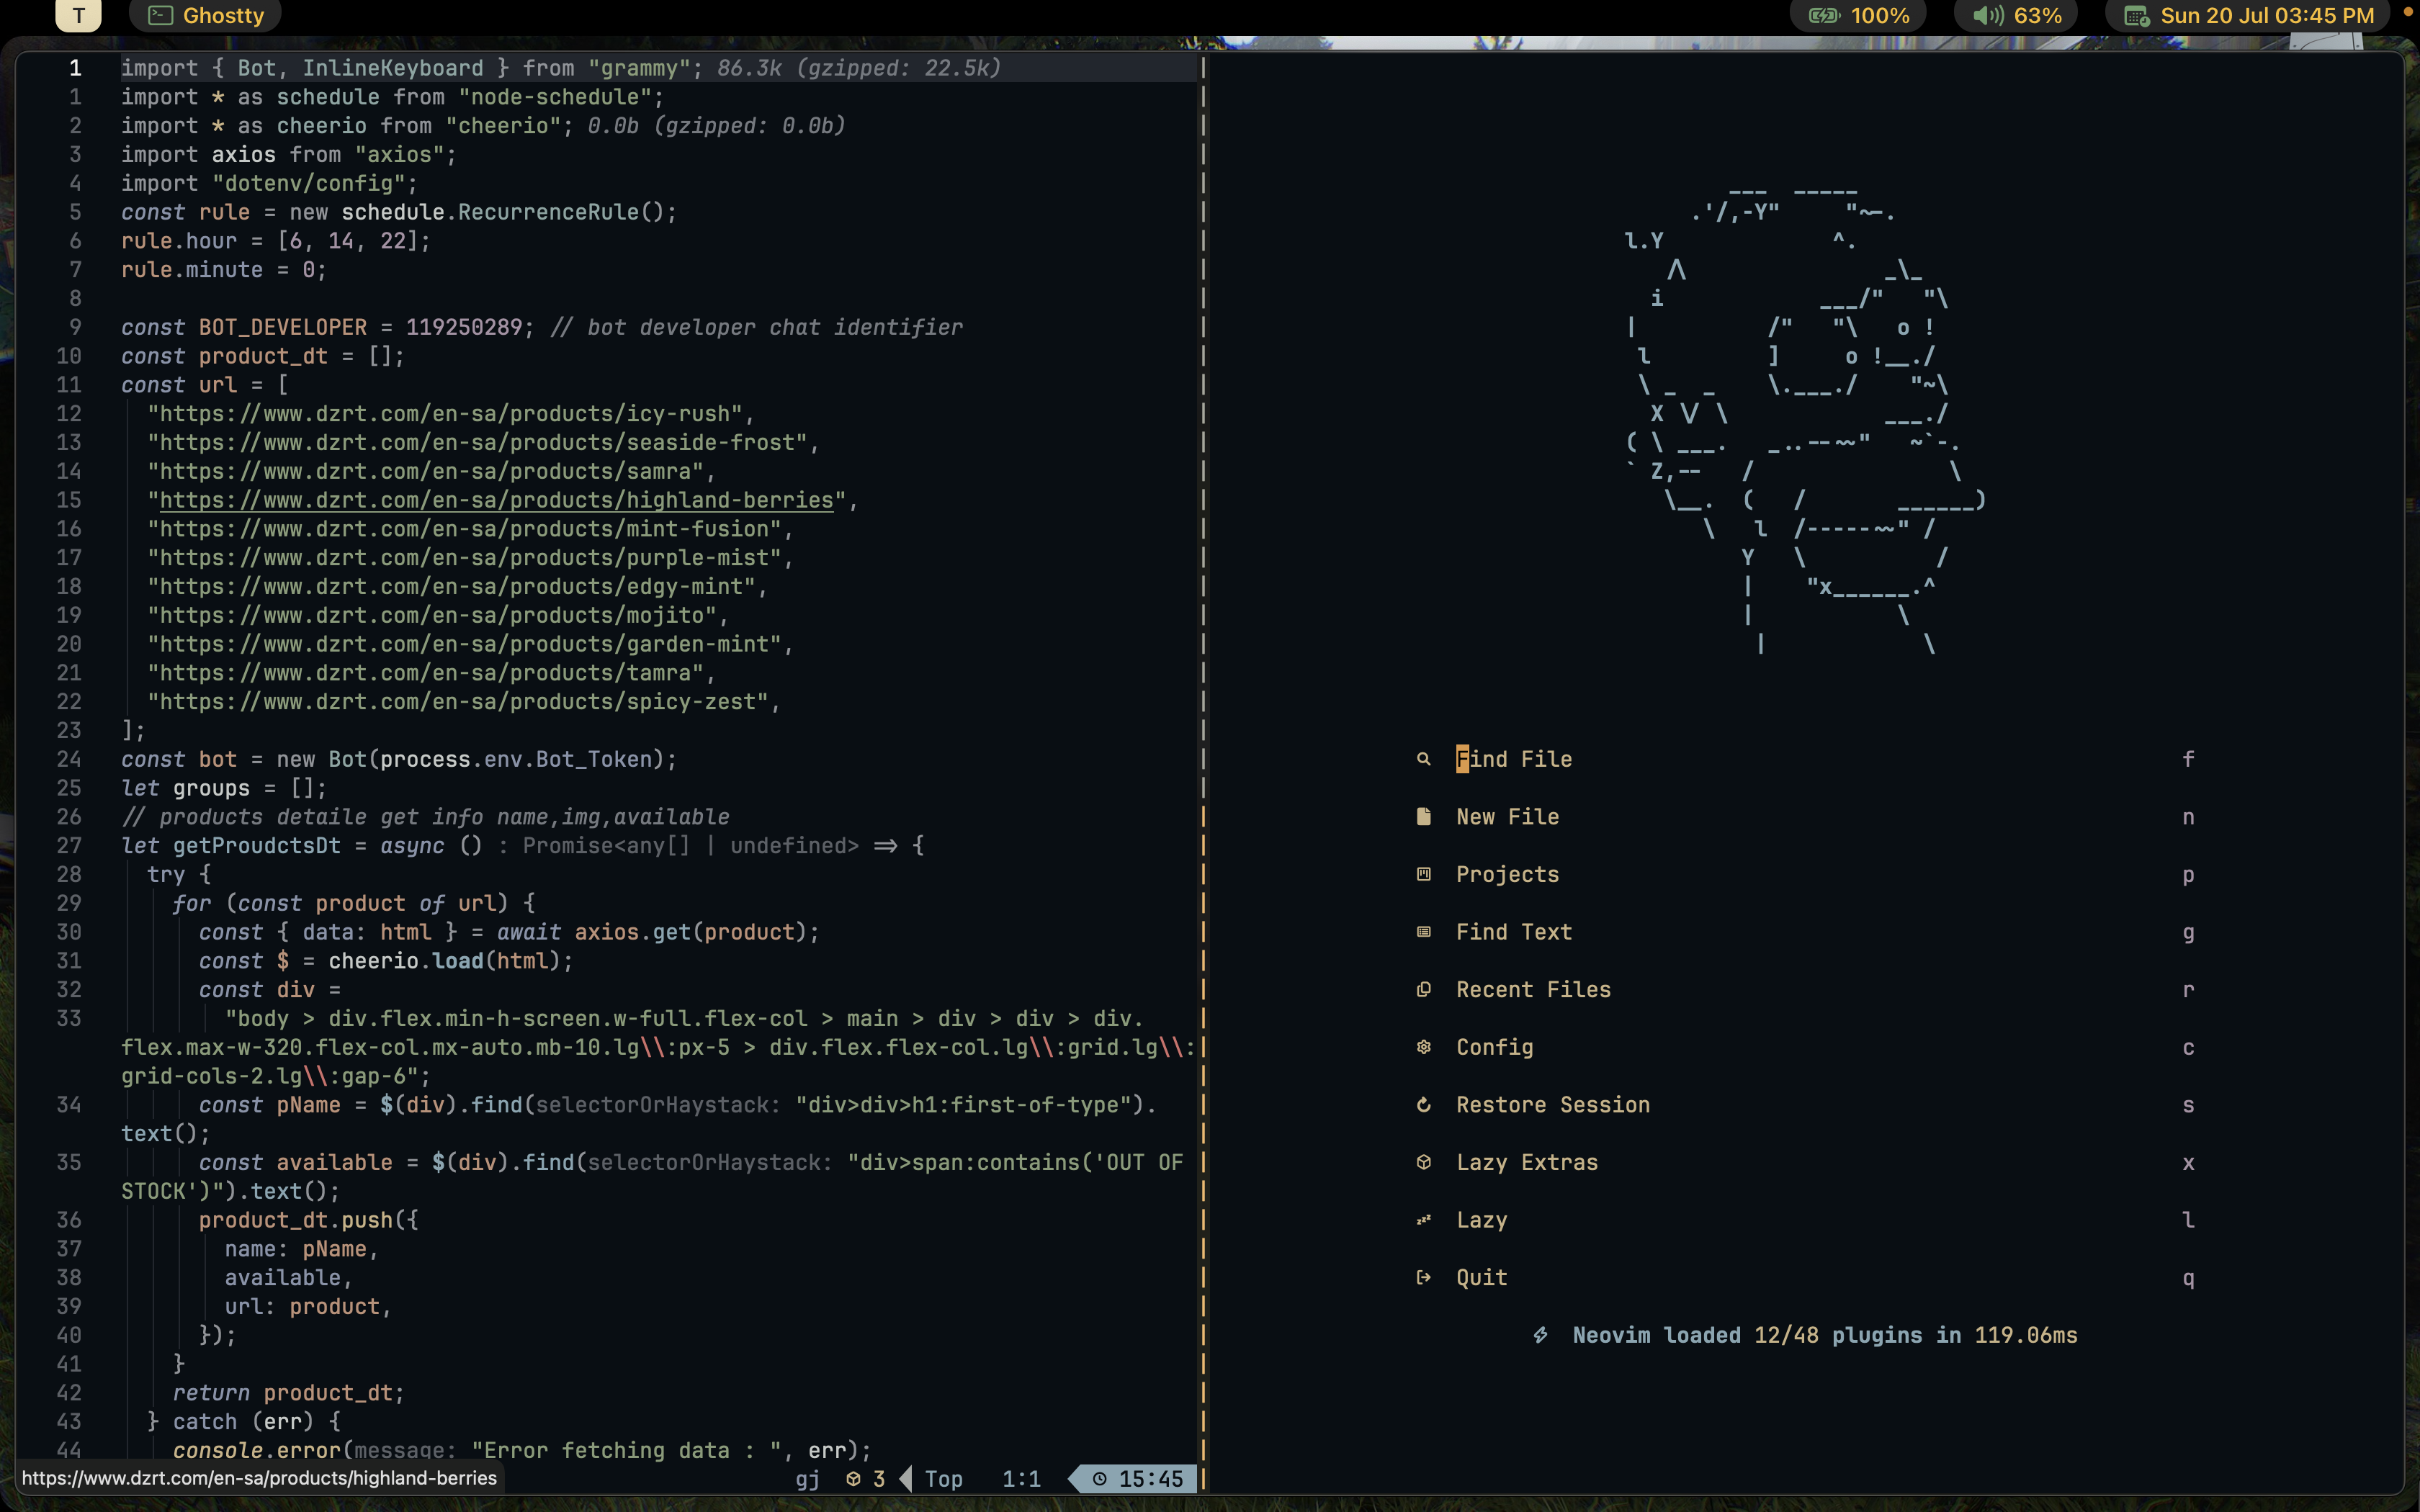 T
Ghostty
100%
63%
Sun 20 Jul 03:45 PM
1 import { Bot, InlineKeyboard } from "grammy"; 86.3k (gzipped: 22.5k)
1 import * as schedule from "node-schedule";
2 import * as cheerio from "cheerio"; 0.0b (gzipped: 0.0b)
3 import axios from "axios";
4 import "dotenv/config";
5 const rule = new schedule.RecurrenceRule();
6 rule.hour = [6, 14, 22];
7 rule.minute = 0;
8
9 const BOT_DEVELOPER = 119250289; // bot developer chat identifier
10 const product_dt = [];
11 const url = [
12 "https://www.dzrt.com/en-sa/products/icy-rush",
13 "https://www.dzrt.com/en-sa/products/seaside-frost",
14 "https://www.dzrt.com/en-sa/products/samra",
15 "https://www.dzrt.com/en-sa/products/highland-berries",
16 "https://www.dzrt.com/en-sa/products/mint-fusion",
17 "https://www.dzrt.com/en-sa/products/purple-mist",
18 "https://www.dzrt.com/en-sa/products/edgy-mint",
19 "https://www.dzrt.com/en-sa/products/mojito",
20 "https://www.dzrt.com/en-sa/products/garden-mint",
21 "https://www.dzrt.com/en-sa/products/tamra",
22 "https://www.dzrt.com/en-sa/products/spicy-zest",
23 ];
24 const bot = new Bot(process.env.Bot_Token);
25 let groups = [];
26 // products detaile get info name,img,available
27 let getProudctsDt = async () : Promise<any[] | undefined> => {
28 try {
29 for (const product of url) {
30 const { data: html } = await axios.get(product);
31 const $ = cheerio.load(html);
32 const div =
33 "body > div.flex.min-h-screen.w-full.flex-col > main > div > div > div.
flex.max-w-320.flex-col.mx-auto.mb-10.lg\\:px-5 > div.flex.flex-col.lg\\:grid.lg\\:
grid-cols-2.lg\\:gap-6";
34 const pName = $(div).find(selectorOrHaystack: "div>div>h1:first-of-type").
text();
35 const available = $(div).find(selectorOrHaystack: "div>span:contains('OUT OF
STOCK')").text();
36 product_dt.push({
37 name: pName,
38 available,
39 url: product,
40 });
41 }
42 return product_dt;
43 } catch (err) {
44 console.error(message: "Error fetching data : ", err);
https://www.dzrt.com/en-sa/products/highland-berries
gj 3 Top 1:1 15:45
Find File f
New File n
Projects p
Find Text g
Recent Files r
Config c
Restore Session s
Lazy Extras x
Lazy l
Quit q
Neovim loaded 12/48 plugins in 119.06ms